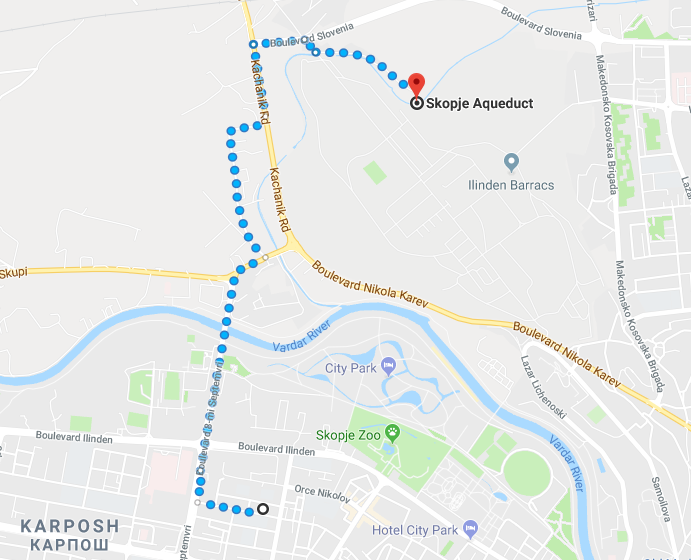 Boulevard Slovenia
Boulevard Slovenia
Kachanik Rd
Skopje Aqueduct
Makedonsko Kosovska Brigada
Ilinden Barracs
Kachanik Rd
Skupi
Boulevard Nikola Karev
Makedonsko Kosovska Brigada
Vardar River
Boulevard Nikola Karev
City Park
Lazar Lichenoski
Boulevard 8-mi Septemvri
Skopje Zoo
Boulevard Ilinden
Boulevard Ilinden
Vardar River
Orce Nikolov
Samoilova
KARPOSH
КАРПОШ
Hotel City Park